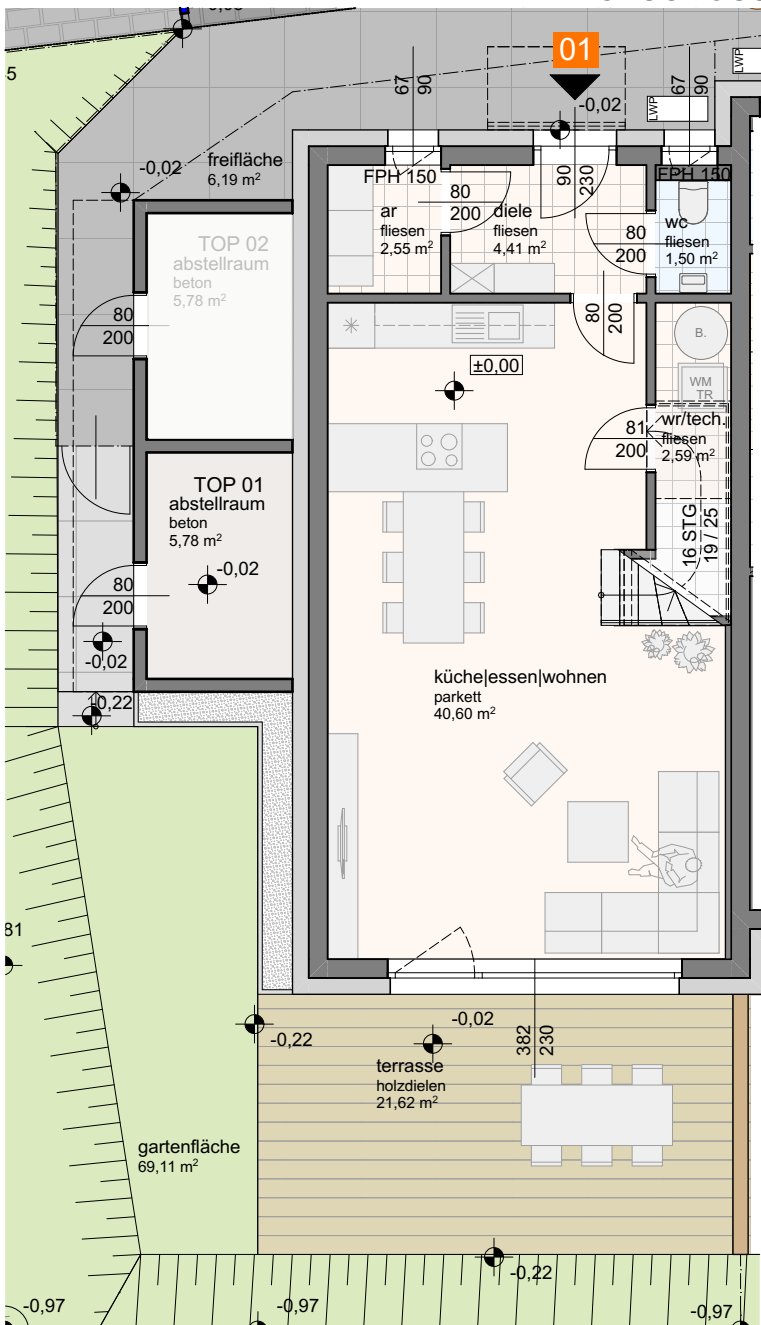 01
67
90
67
90
LWP
LWP
-0,02
5
-0,02
freifläche
6,19 m²
FPH 150
FPH 150
80
200
90
230
ar
fliesen
2,55 m²
diele
fliesen
4,41 m²
80
200
wc
fliesen
1,50 m²
TOP 02
abstellraum
beton
5,78 m²
80
200
80
200
B.
±0,00
WM
TR
81
200
wr/tech.
fliesen
2,59 m²
16 STG
19 / 25
TOP 01
abstellraum
beton
5,78 m²
-0,02
80
200
-0,02
-0,22
küche|essen|wohnen
parkett
40,60 m²
81
-0,22
-0,02
382
230
terrasse
holzdielen
21,62 m²
gartenfläche
69,11 m²
-0,22
-0,97
-0,97
-0,97